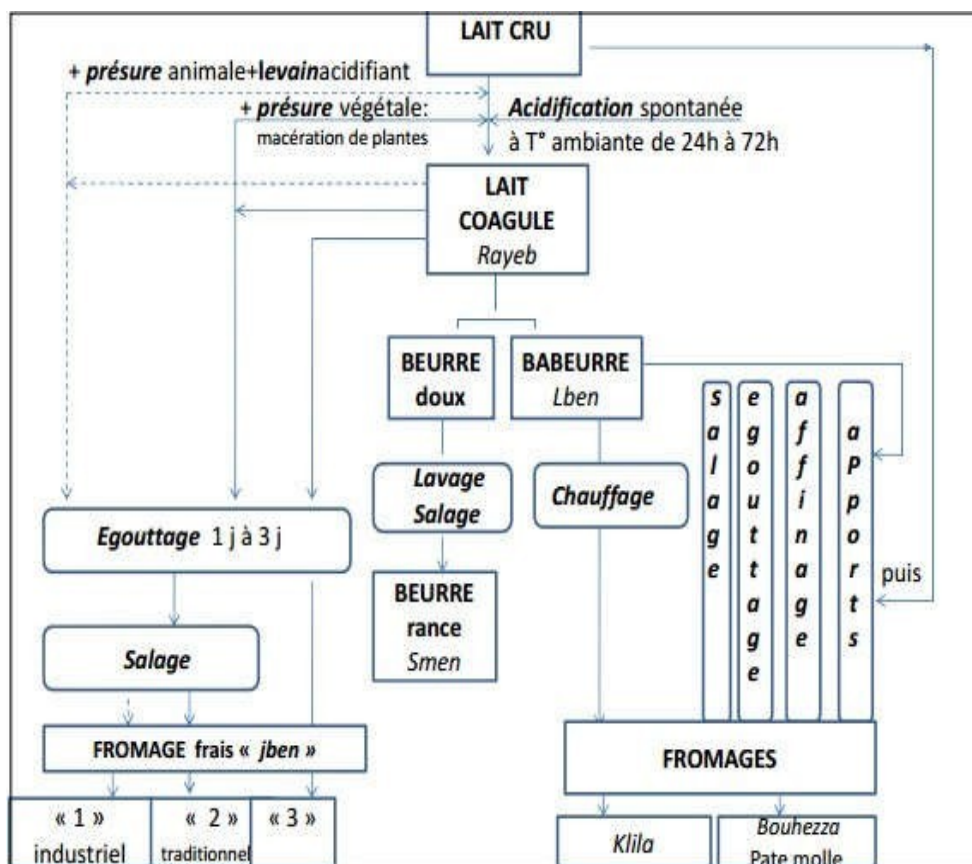 LAIT CRU
+ présure animale+levainacidifiant
+ présure végétale:
macération de plantes
Acidification spontanée
à T° ambiante de 24h à 72h
LAIT
COAGULE
Rayeb
BEURRE
doux
BABEURRE
Lben
Lavage
Salage
Chauffage
salage
egouttage
affinage
aPports
puis
Egouttage 1 j à 3 j
BEURRE
rance
Smen
Salage
FROMAGE frais « jben »
FROMAGES
« 1 »
industriel
« 2 »
traditionnel
« 3 »
Klila
Bouhezza
Pate molle